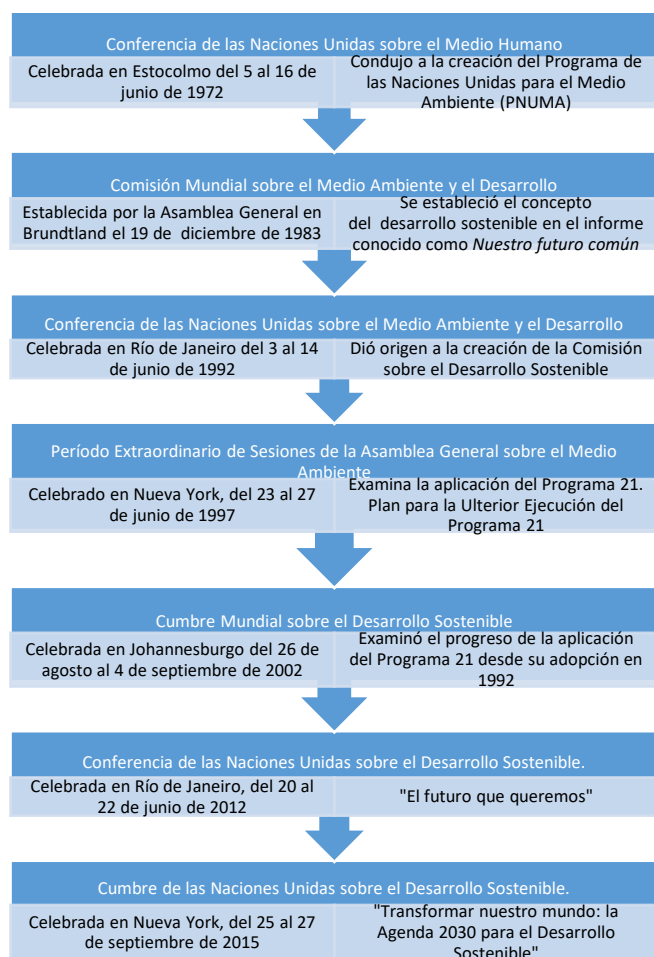 Conferencia de las Naciones Unidas sobre el Medio Humano
Celebrada en Estocolmo del 5 al 16 de
junio de 1972
Condujo a la creación del Programa de
las Naciones Unidas para el Medio
Ambiente (PNUMA)
Comisión Mundial sobre el Medio Ambiente y el Desarrollo
Establecida por la Asamblea General en
Brundtland el 19 de diciembre de 1983
Se estableció el concepto
del desarrollo sostenible en el informe
conocido como Nuestro futuro común
Conferencia de las Naciones Unidas sobre el Medio Ambiente y el Desarrollo
Celebrada en Río de Janeiro del 3 al 14
de junio de 1992
Dió origen a la creación de la Comisión
sobre el Desarrollo Sostenible
Período Extraordinario de Sesiones de la Asamblea General sobre el Medio
Ambiente
Celebrado en Nueva York, del 23 al 27
de junio de 1997
Examina la aplicación del Programa 21.
Plan para la Ulterior Ejecución del
Programa 21
Cumbre Mundial sobre el Desarrollo Sostenible
Celebrada en Johannesburgo del 26 de
agosto al 4 de septiembre de 2002
Examinó el progreso de la aplicación
del Programa 21 desde su adopción en
1992
Conferencia de las Naciones Unidas sobre el Desarrollo Sostenible.
Celebrada en Río de Janeiro, del 20 al
22 de junio de 2012
"El futuro que queremos"
Cumbre de las Naciones Unidas sobre el Desarrollo Sostenible.
Celebrada en Nueva York, del 25 al 27
de septiembre de 2015
"Transformar nuestro mundo: la
Agenda 2030 para el Desarrollo
Sostenible"